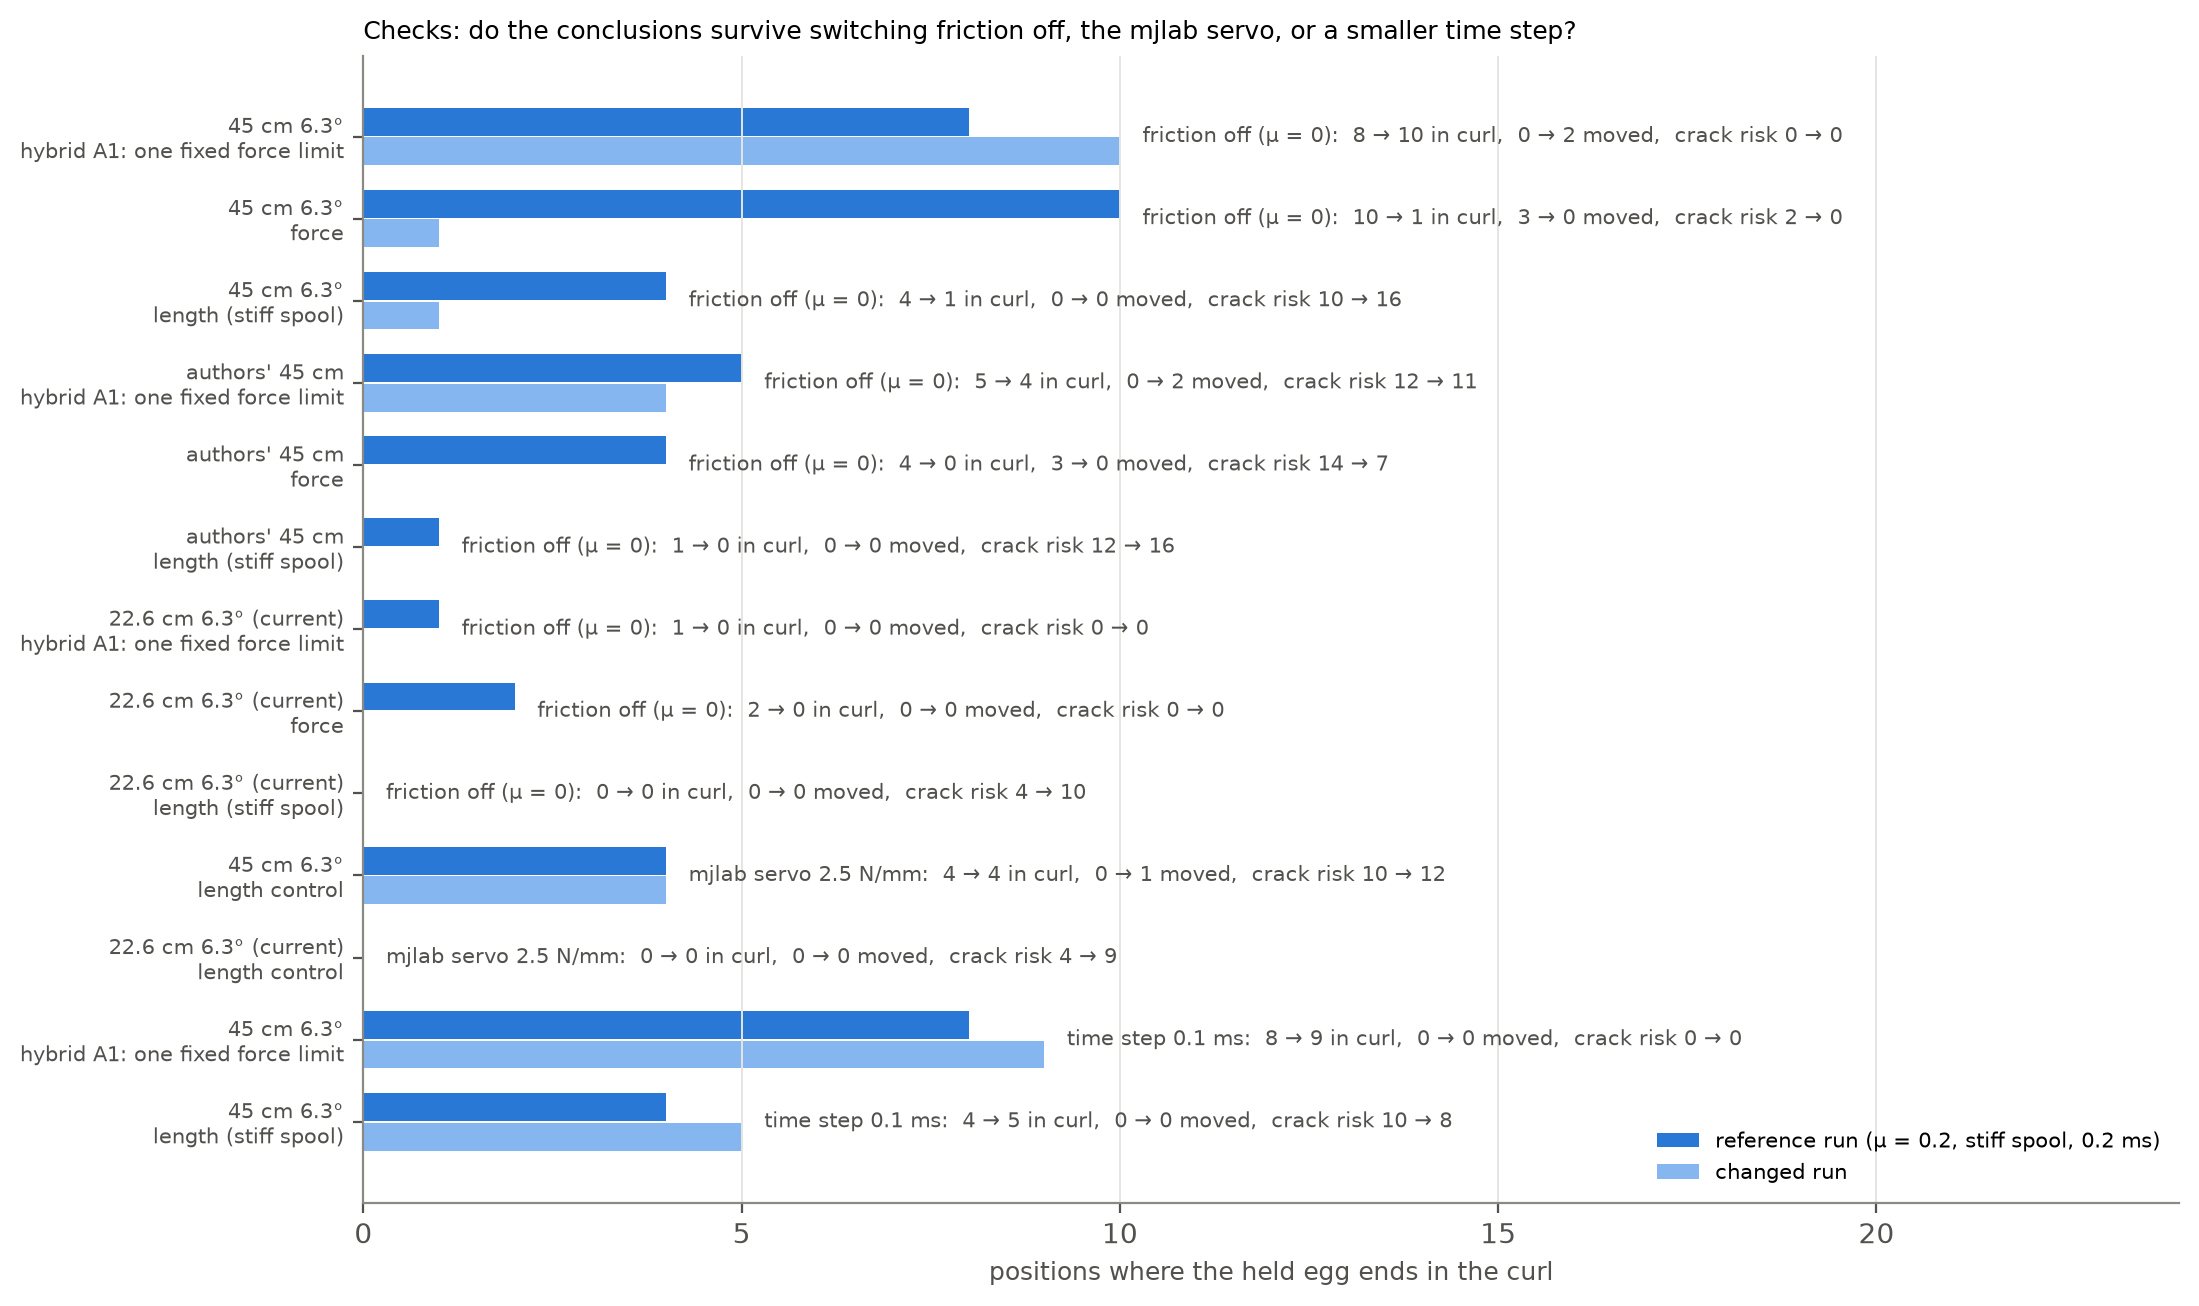 Checks: do the conclusions survive switching friction off, the mjlab servo, or a smaller time step?
45 cm 6.3°
hybrid A1: one fixed force limit
friction off (μ = 0):  8 → 10 in curl,  0 → 2 moved,  crack risk 0 → 0
45 cm 6.3°
force
friction off (μ = 0):  10 → 1 in curl,  3 → 0 moved,  crack risk 2 → 0
45 cm 6.3°
length (stiff spool)
friction off (μ = 0):  4 → 1 in curl,  0 → 0 moved,  crack risk 10 → 16
authors' 45 cm
hybrid A1: one fixed force limit
friction off (μ = 0):  5 → 4 in curl,  0 → 2 moved,  crack risk 12 → 11
authors' 45 cm
force
friction off (μ = 0):  4 → 0 in curl,  3 → 0 moved,  crack risk 14 → 7
authors' 45 cm
length (stiff spool)
friction off (μ = 0):  1 → 0 in curl,  0 → 0 moved,  crack risk 12 → 16
22.6 cm 6.3° (current)
hybrid A1: one fixed force limit
friction off (μ = 0):  1 → 0 in curl,  0 → 0 moved,  crack risk 0 → 0
22.6 cm 6.3° (current)
force
friction off (μ = 0):  2 → 0 in curl,  0 → 0 moved,  crack risk 0 → 0
22.6 cm 6.3° (current)
length (stiff spool)
friction off (μ = 0):  0 → 0 in curl,  0 → 0 moved,  crack risk 4 → 10
45 cm 6.3°
length control
mjlab servo 2.5 N/mm:  4 → 4 in curl,  0 → 1 moved,  crack risk 10 → 12
22.6 cm 6.3° (current)
length control
mjlab servo 2.5 N/mm:  0 → 0 in curl,  0 → 0 moved,  crack risk 4 → 9
45 cm 6.3°
hybrid A1: one fixed force limit
time step 0.1 ms:  8 → 9 in curl,  0 → 0 moved,  crack risk 0 → 0
45 cm 6.3°
length (stiff spool)
time step 0.1 ms:  4 → 5 in curl,  0 → 0 moved,  crack risk 10 → 8
reference run (μ = 0.2, stiff spool, 0.2 ms)
changed run
0 5 10 15 20
positions where the held egg ends in the curl